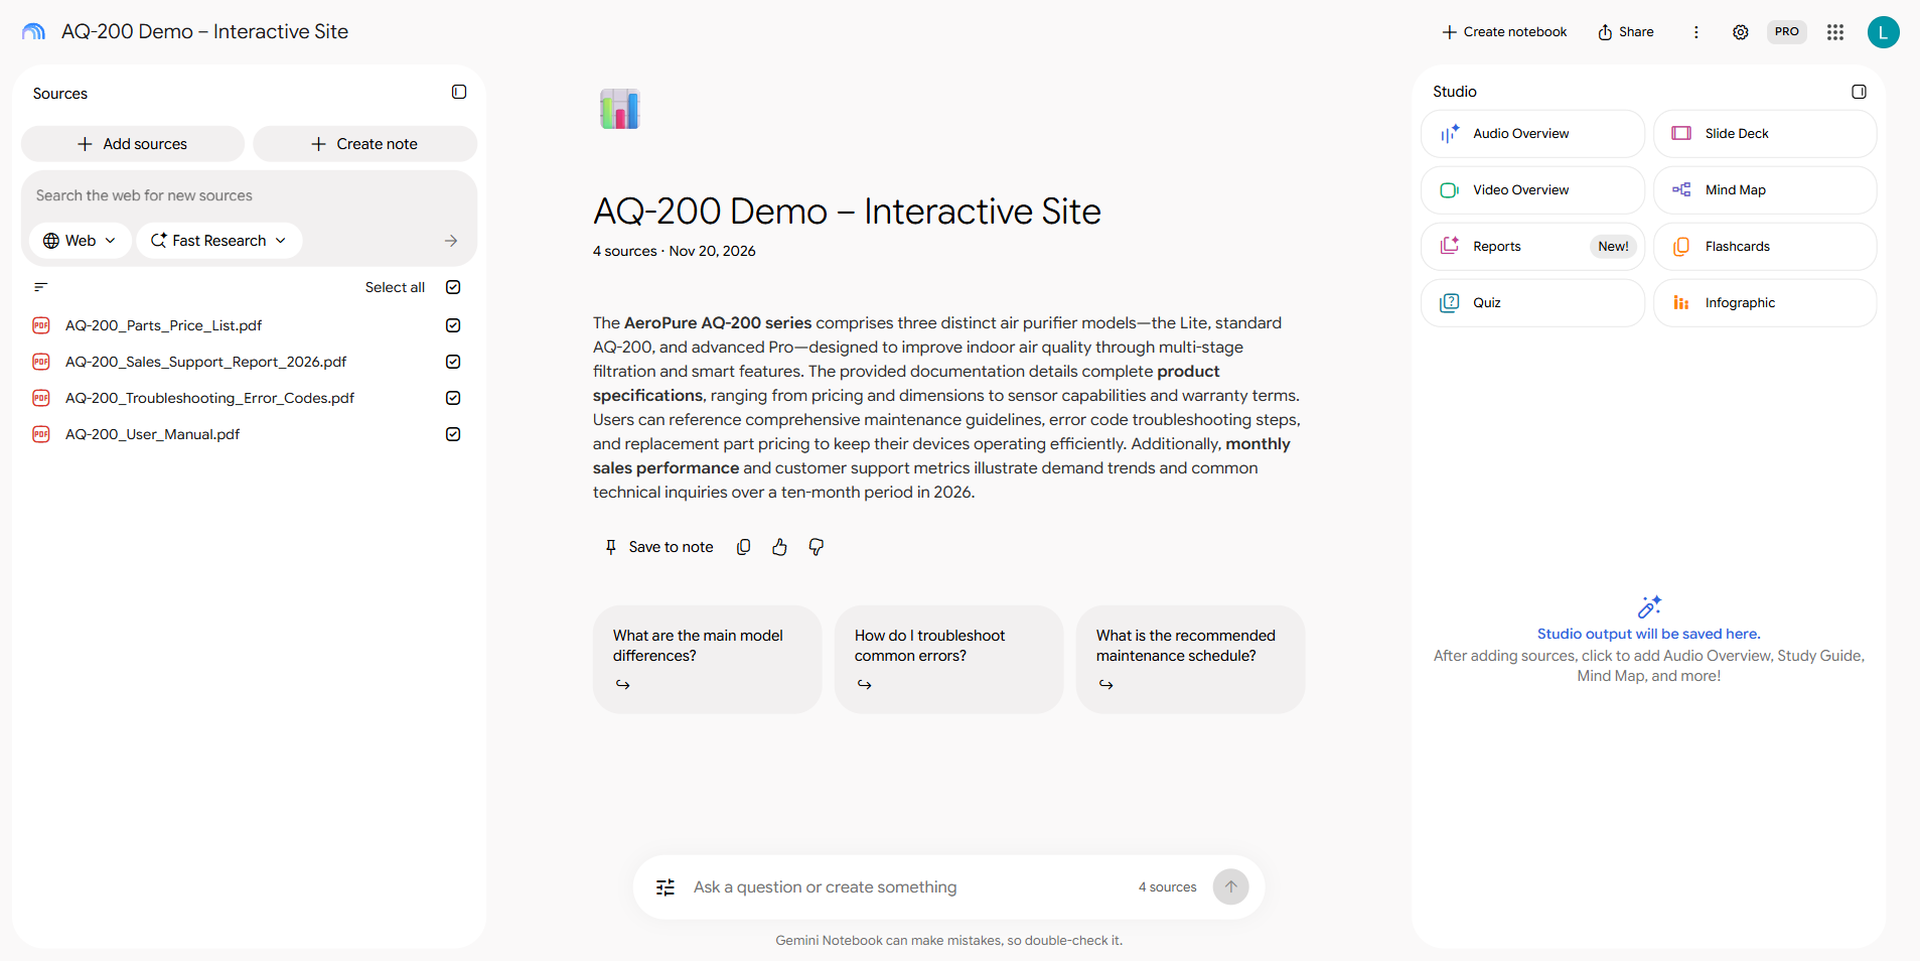 AQ-200 Demo – Interactive Site
Create notebook
Share
PRO
L
Sources
Add sources
Create note
Search the web for new sources
Web
Fast Research
Select all
PDF AQ-200_Parts_Price_List.pdf
PDF AQ-200_Sales_Support_Report_2026.pdf
PDF AQ-200_Troubleshooting_Error_Codes.pdf
PDF AQ-200_User_Manual.pdf
AQ-200 Demo – Interactive Site
4 sources · Nov 20, 2026
The AeroPure AQ-200 series comprises three distinct air purifier models—the Lite, standard
AQ-200, and advanced Pro—designed to improve indoor air quality through multi-stage
filtration and smart features. The provided documentation details complete product
specifications, ranging from pricing and dimensions to sensor capabilities and warranty terms.
Users can reference comprehensive maintenance guidelines, error code troubleshooting steps,
and replacement part pricing to keep their devices operating efficiently. Additionally, monthly
sales performance and customer support metrics illustrate demand trends and common
technical inquiries over a ten-month period in 2026.
Save to note
What are the main model
differences?
How do I troubleshoot
common errors?
What is the recommended
maintenance schedule?
Ask a question or create something
4 sources
Gemini Notebook can make mistakes, so double-check it.
Studio
Audio Overview
Slide Deck
Video Overview
Mind Map
Reports
New!
Flashcards
Quiz
Infographic
Studio output will be saved here.
After adding sources, click to add Audio Overview, Study Guide,
Mind Map, and more!